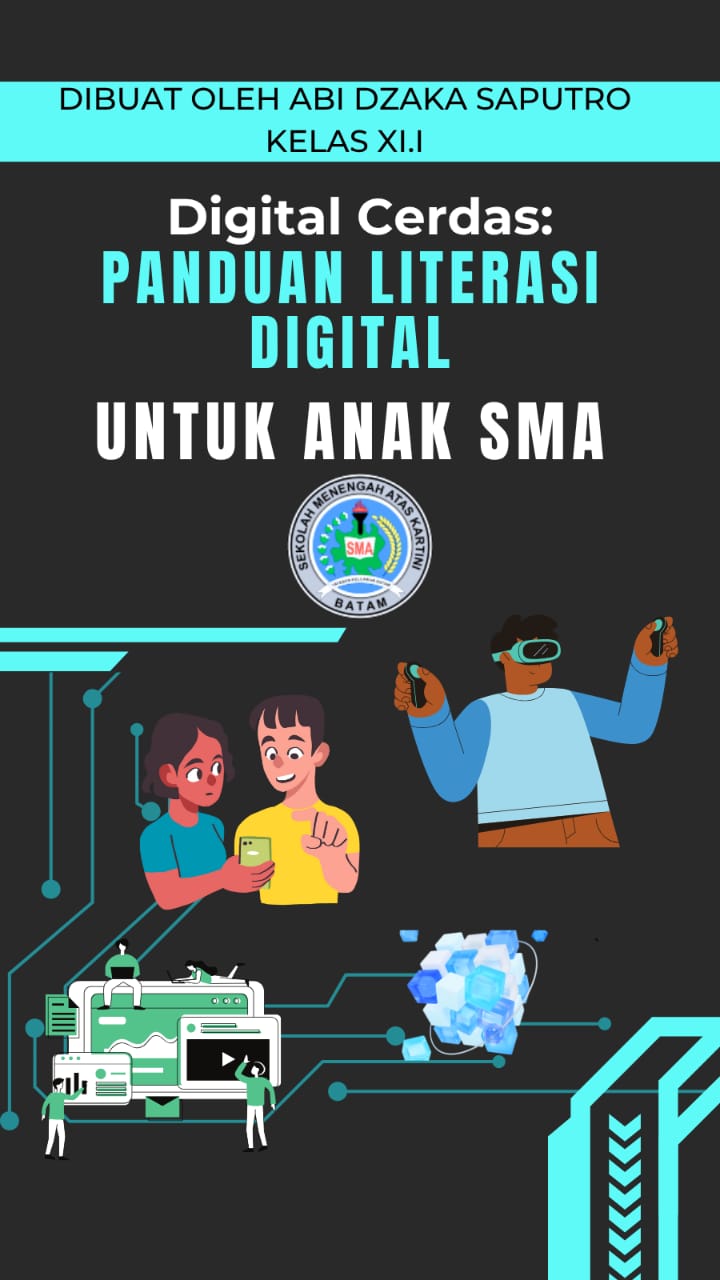 DIBUAT OLEH ABI DZAKA SAPUTRO
KELAS XI.I
Digital Cerdas:
PANDUAN LITERASI
DIGITAL
UNTUK ANAK SMA
SEKOLAH MENENGAH ATAS KARTINI
SMA
BATAM